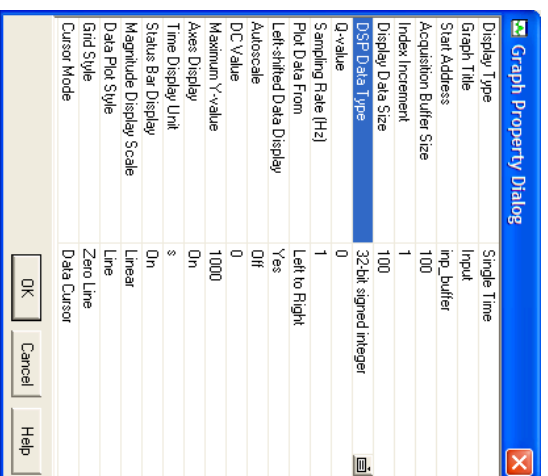 Graph Property Dialog
Display Type Single Time
Graph Title Input
Start Address inp_buffer
Acquisition Buffer Size 100
Index Increment 1
Display Data Size 100
DSP Data Type 32-bit signed integer
Q-value 0
Sampling Rate (Hz) 1
Plot Data From Left to Right
Left-shifted Data Display Yes
Autoscale Off
DC Value 0
Maximum Y-value 1000
Axes Display On
Time Display Unit s
Status Bar Display On
Magnitude Display Scale Linear
Data Plot Style Line
Grid Style Zero Line
Cursor Mode Data Cursor
OK Cancel Help